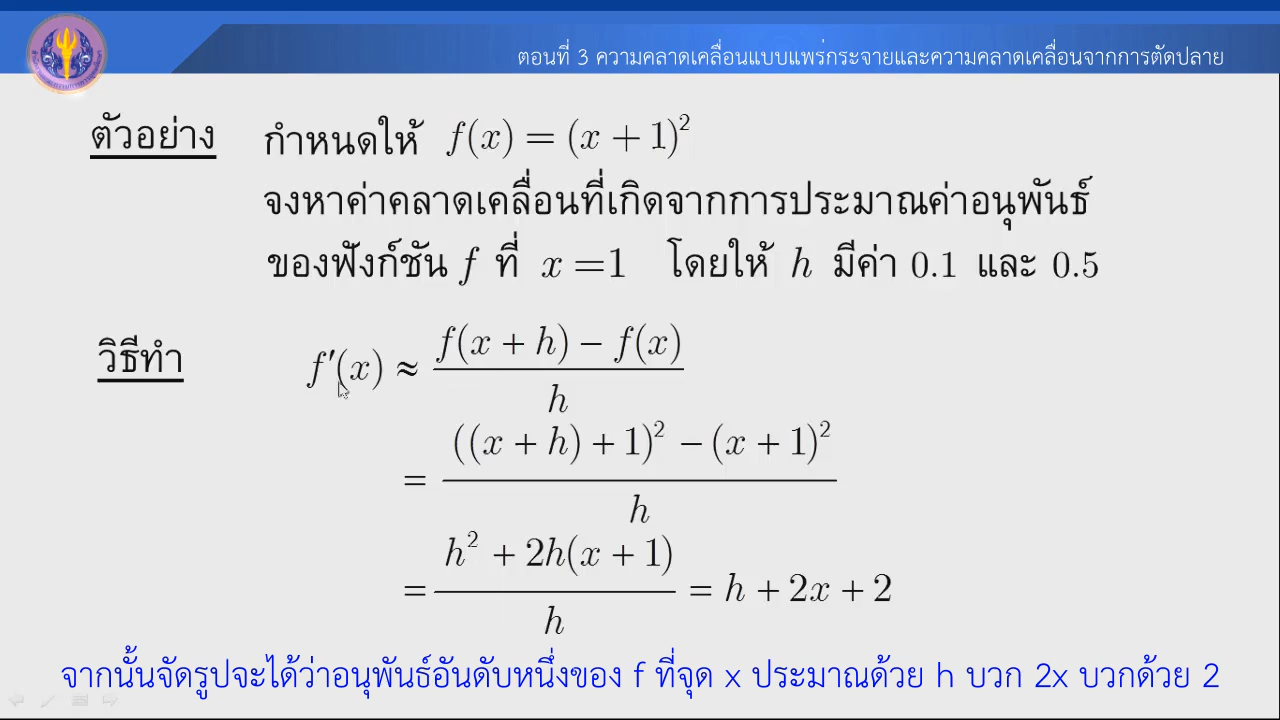 ตอนที่ 3 ความคลาดเคลื่อนแบบแพร่กระจายและความคลาดเคลื่อนจากการตัดปลาย
ตัวอย่าง กำหนดให้ f(x) = (x + 1)²
จงหาค่าคลาดเคลื่อนที่เกิดจากการประมาณค่าอนุพันธ์
ของฟังก์ชัน f ที่ x = 1 โดยให้ h มีค่า 0.1 และ 0.5
วิธีทำ f′(x) ≈ (f(x + h) − f(x)) / h
= (((x + h) + 1)² − (x + 1)²) / h
= (h² + 2h(x + 1)) / h = h + 2x + 2
จากนั้นจัดรูปจะได้ว่าอนุพันธ์อันดับหนึ่งของ f ที่จุด x ประมาณด้วย h บวก 2x บวกด้วย 2